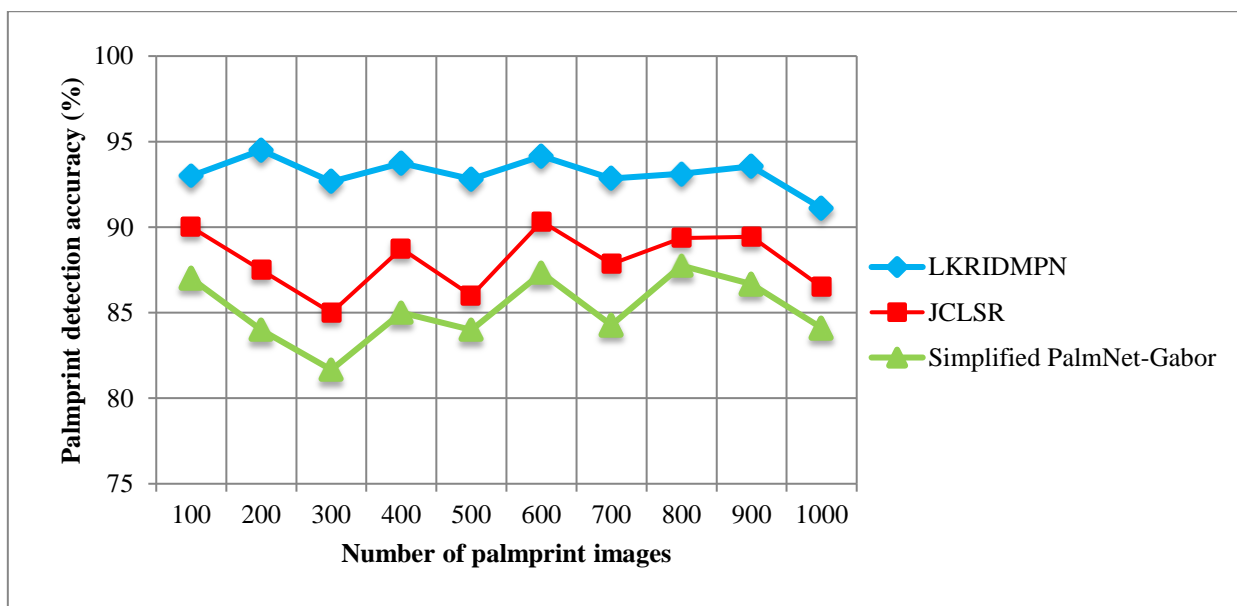 Palmprint detection accuracy (%)
100
95
90
85
80
75
100 200 300 400 500 600 700 800 900 1000
Number of palmprint images
LKRIDMPN
JCLSR
Simplified PalmNet-Gabor